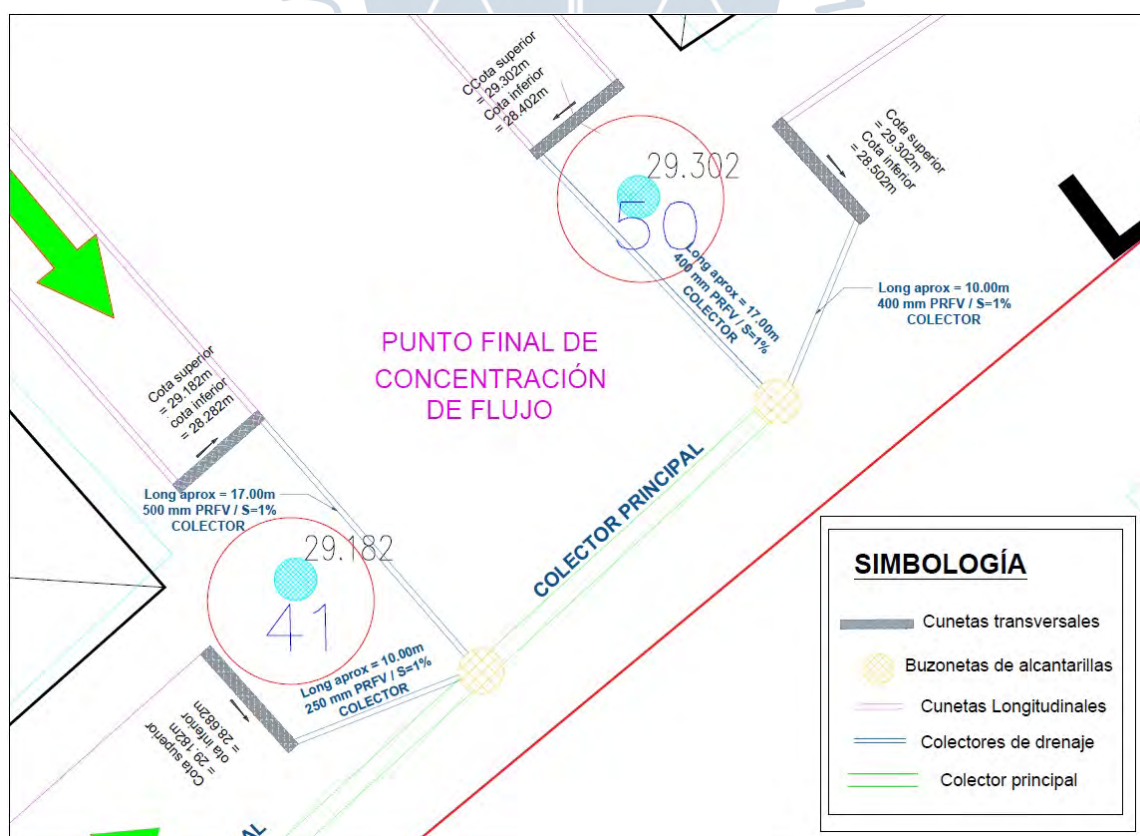 CCota superior
= 29.302m
Cota inferior
= 28.402m
Cota superior
= 29.302m
Cota inferior
= 28.502m
29.302
50
Long aprox = 17.00m
400 mm PRFV / S=1%
COLECTOR
Long aprox = 10.00m
400 mm PRFV / S=1%
COLECTOR
PUNTO FINAL DE
CONCENTRACIÓN
DE FLUJO
Cota superior
= 29.182m
cota inferior
= 28.282m
Long aprox = 17.00m
500 mm PRFV / S=1%
COLECTOR
29.182
41
COLECTOR PRINCIPAL
Long aprox = 10.00m
250 mm PRFV / S=1%
COLECTOR
Cota superior
= 29.182m
ota inferior
= 28.682m
AL
SIMBOLOGÍA
Cunetas transversales
Buzonetas de alcantarillas
Cunetas Longitudinales
Colectores de drenaje
Colector principal